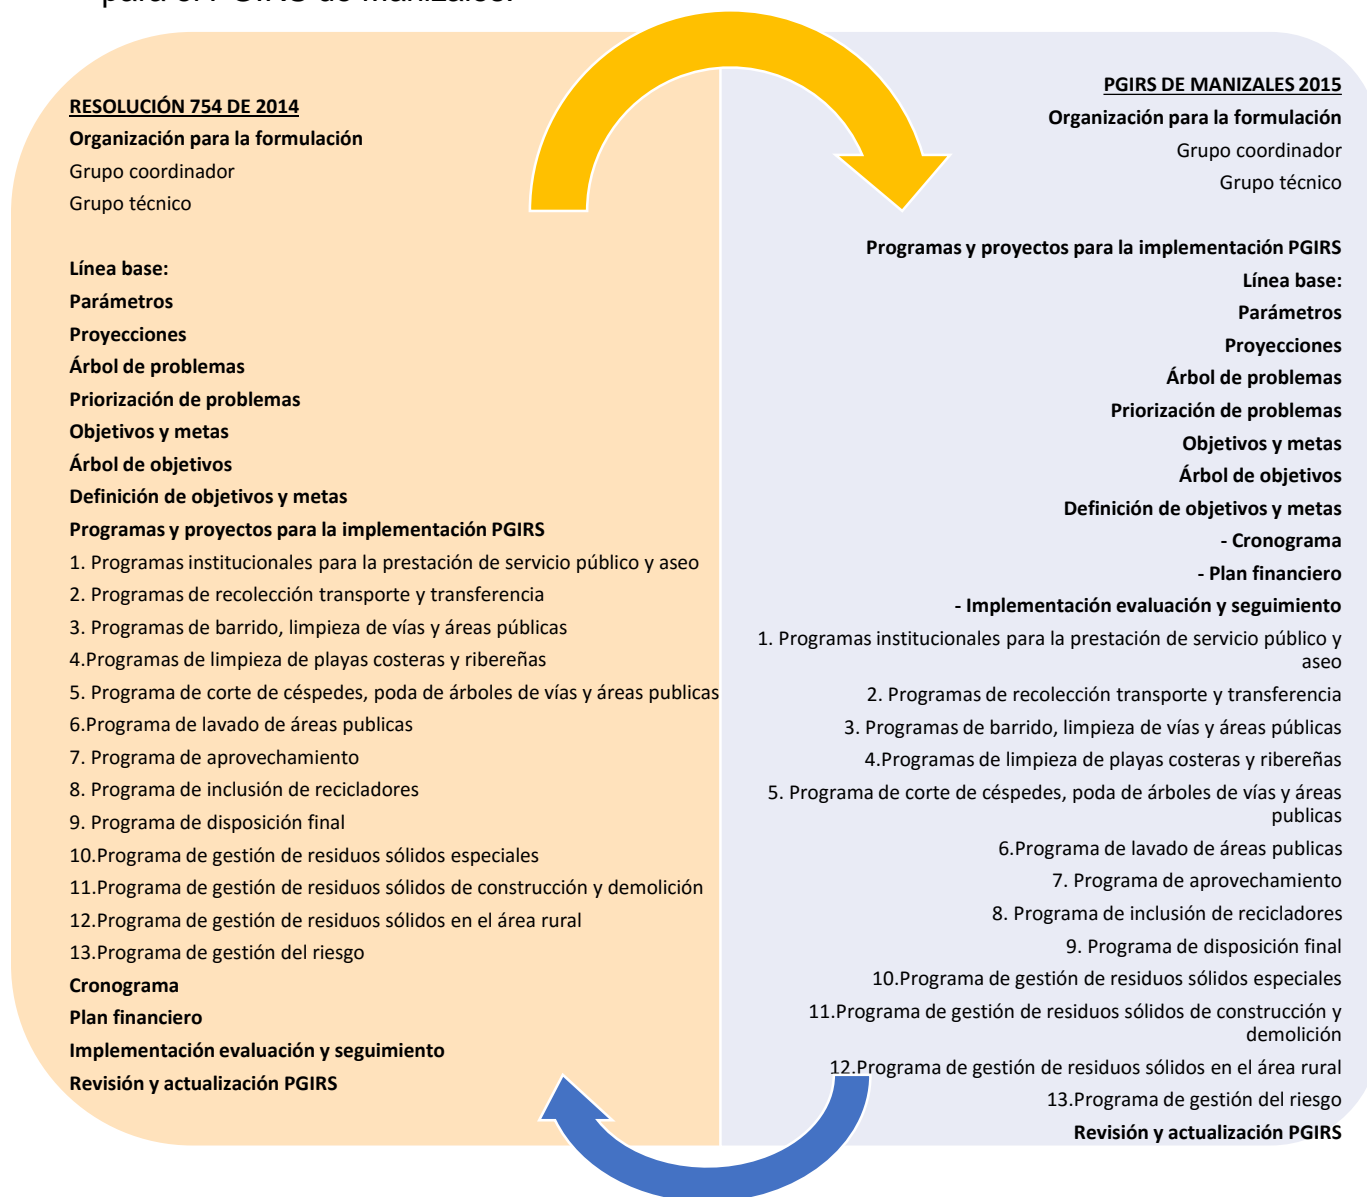 para el PGIRS de Manizales.
RESOLUCIÓN 754 DE 2014
Organización para la formulación
Grupo coordinador
Grupo técnico
Línea base:
Parámetros
Proyecciones
Árbol de problemas
Priorización de problemas
Objetivos y metas
Árbol de objetivos
Definición de objetivos y metas
Programas y proyectos para la implementación PGIRS
1. Programas institucionales para la prestación de servicio público y aseo
2. Programas de recolección transporte y transferencia
3. Programas de barrido, limpieza de vías y áreas públicas
4.Programas de limpieza de playas costeras y ribereñas
5. Programa de corte de céspedes, poda de árboles de vías y áreas publicas
6.Programa de lavado de áreas publicas
7. Programa de aprovechamiento
8. Programa de inclusión de recicladores
9. Programa de disposición final
10.Programa de gestión de residuos sólidos especiales
11.Programa de gestión de residuos sólidos de construcción y demolición
12.Programa de gestión de residuos sólidos en el área rural
13.Programa de gestión del riesgo
Cronograma
Plan financiero
Implementación evaluación y seguimiento
Revisión y actualización PGIRS
PGIRS DE MANIZALES 2015
Organización para la formulación
Grupo coordinador
Grupo técnico
Programas y proyectos para la implementación PGIRS
Línea base:
Parámetros
Proyecciones
Árbol de problemas
Priorización de problemas
Objetivos y metas
Árbol de objetivos
Definición de objetivos y metas
- Cronograma
- Plan financiero
- Implementación evaluación y seguimiento
1. Programas institucionales para la prestación de servicio público y
aseo
2. Programas de recolección transporte y transferencia
3. Programas de barrido, limpieza de vías y áreas públicas
4.Programas de limpieza de playas costeras y ribereñas
5. Programa de corte de céspedes, poda de árboles de vías y áreas
publicas
6.Programa de lavado de áreas publicas
7. Programa de aprovechamiento
8. Programa de inclusión de recicladores
9. Programa de disposición final
10.Programa de gestión de residuos sólidos especiales
11.Programa de gestión de residuos sólidos de construcción y
demolición
12.Programa de gestión de residuos sólidos en el área rural
13.Programa de gestión del riesgo
Revisión y actualización PGIRS